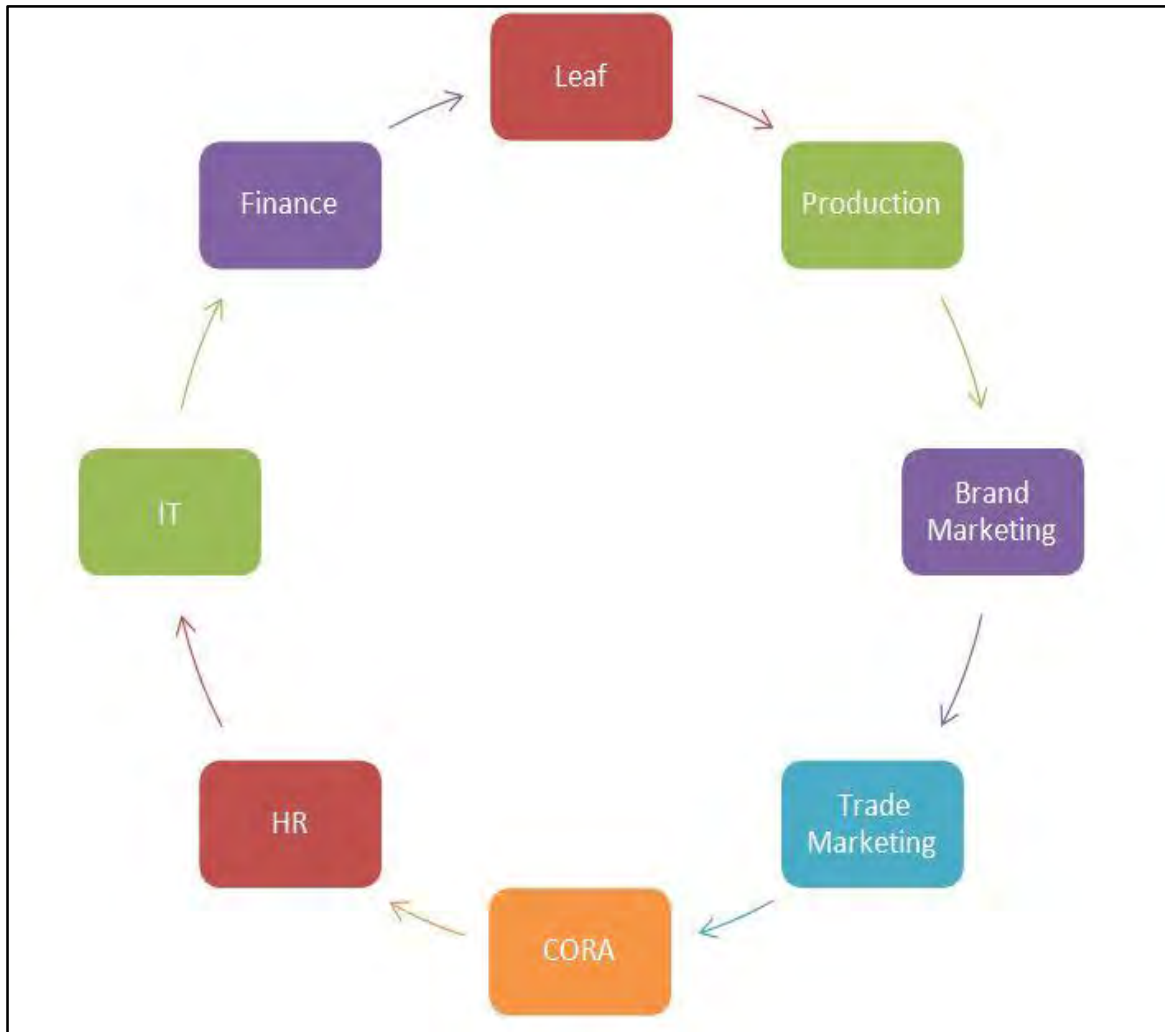 Leaf
Production
Brand
Marketing
Trade
Marketing
CORA
HR
IT
Finance